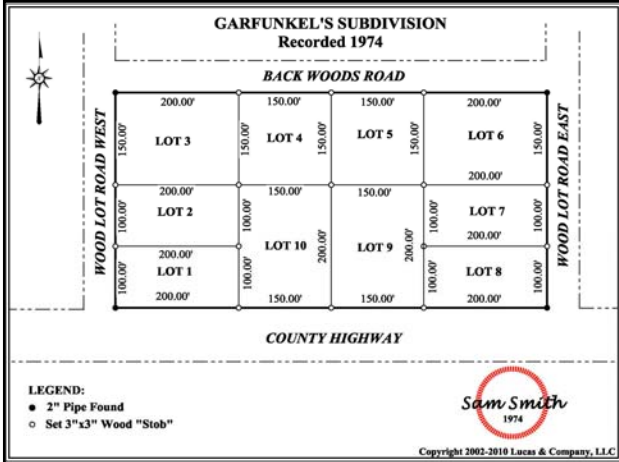 GARFUNKEL'S SUBDIVISION
Recorded 1974
BACK WOODS ROAD
WOOD LOT ROAD WEST
WOOD LOT ROAD EAST
200.00' 150.00' 150.00' 200.00'
150.00' LOT 3 150.00' LOT 4 150.00' LOT 5 150.00' LOT 6 150.00'
200.00'
200.00' 150.00' 150.00'
100.00' LOT 2 100.00' 100.00' LOT 7 100.00'
200.00' 200.00'
LOT 10 200.00' LOT 9 200.00'
100.00' LOT 1 100.00' 100.00' LOT 8 100.00'
200.00' 150.00' 150.00' 200.00'
COUNTY HIGHWAY
LEGEND:
2" Pipe Found
Set 3"x3" Wood "Stob"
Sam Smith
1974
Copyright 2002-2010 Lucas & Company, LLC